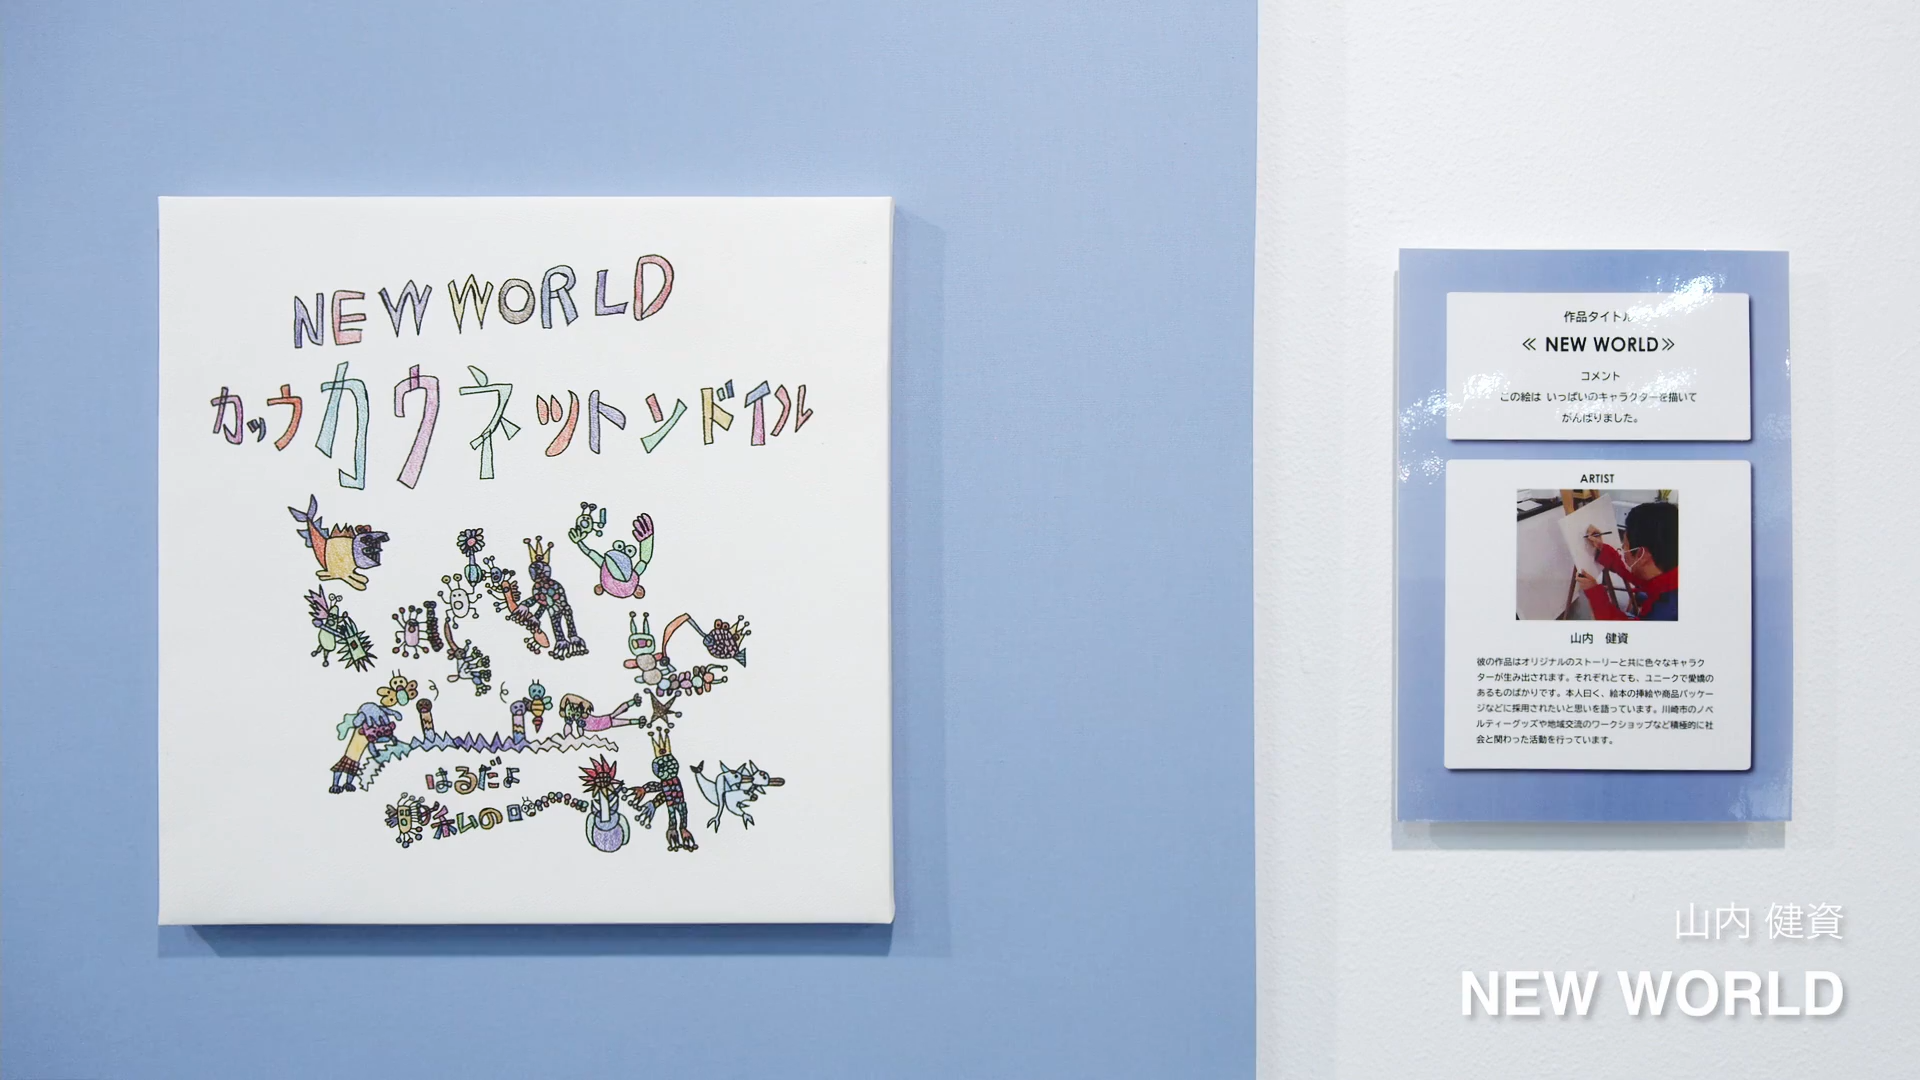 NEW WORLD
カッウカウネットンドイル
はるだよ
作品タイトル
≪ NEW WORLD≫
コメント
この絵は いっぱいのキャラクターを描いて
がんばりました。
ARTIST
山内 健資
彼の作品はオリジナルのストーリーと共に色々なキャラク
ターが生み出されます。それぞれとても、ユニークで愛嬌の
あるものばかりです。本人曰く、絵本の挿絵や商品パッケー
ジなどに採用されたいと思いを語っています。川崎市のノベ
ルティーグッズや地域交流のワークショップなど積極的に社
会と関わった活動を行っています。
山内 健資
NEW WORLD